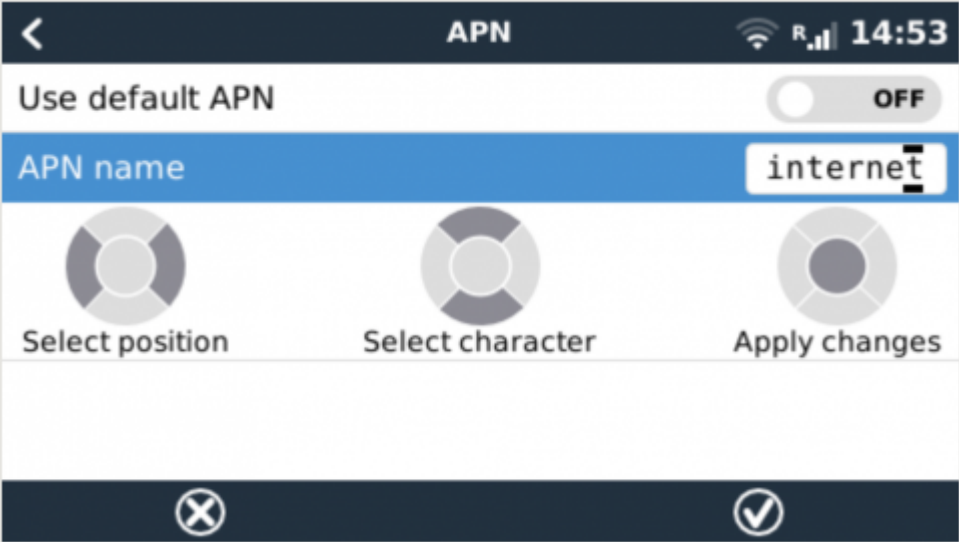 APN R 14:53
Use default APN OFF
APN name internet
Select position Select character Apply changes